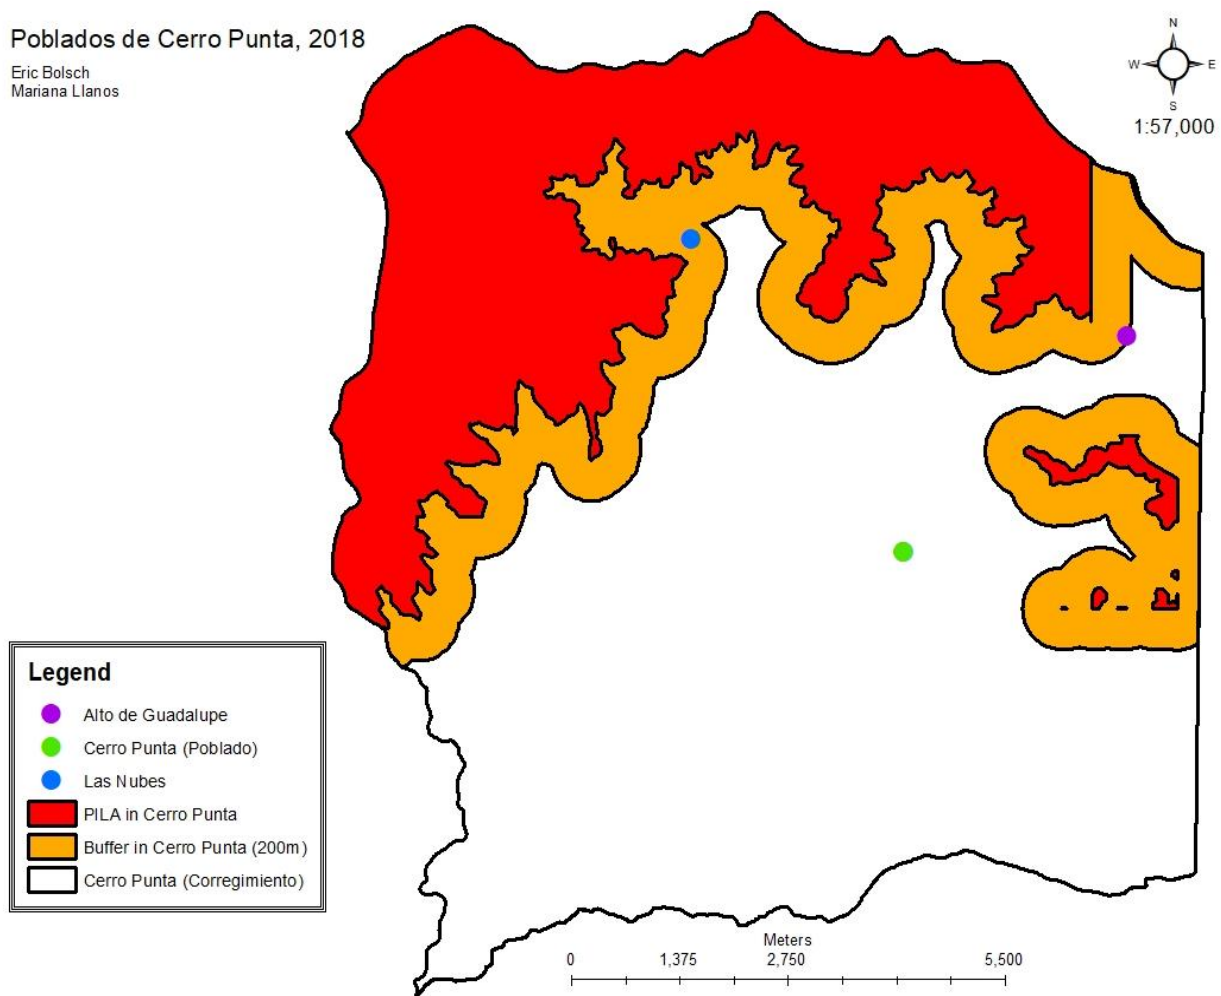 Poblados de Cerro Punta, 2018
Eric Bolsch
Mariana Llanos
N
W E
S
1:57,000
Legend
Alto de Guadalupe
Cerro Punta (Poblado)
Las Nubes
PILA in Cerro Punta
Buffer in Cerro Punta (200m)
Cerro Punta (Corregimiento)
Meters
0 1,375 2,750 5,500